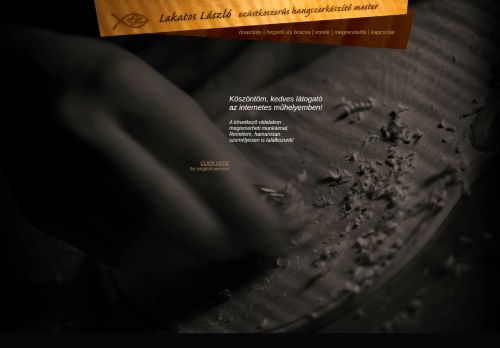 Lakatos László ezüstkoszorús hangszerkészítő mester
önarckép | hegedű és brácsa | vonók | megrendelők | kapcsolat
Köszöntöm, kedves látogató
az internetes műhelyemben!
A következő oldalakon
megismerheti munkáimat.
Remélem, hamarosan
személyesen is találkozunk!
CLICK HERE
for english version